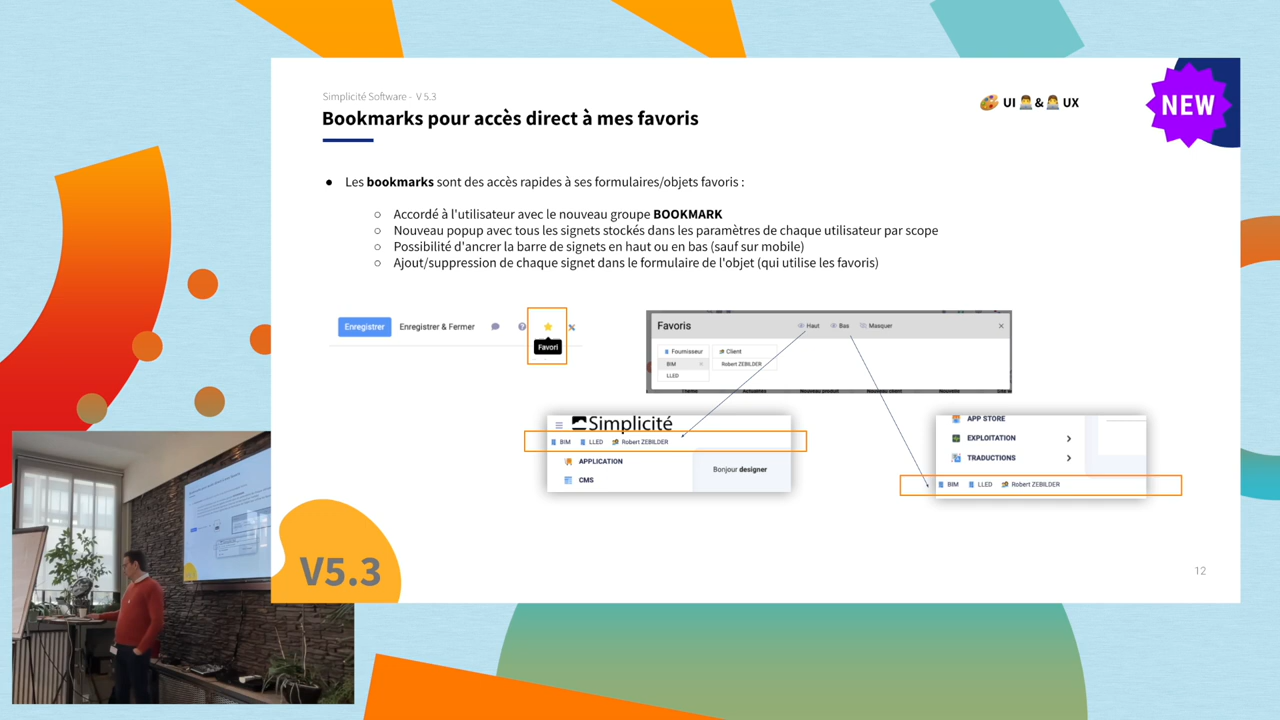 Simplicité Software - V 5.3
Bookmarks pour accès direct à mes favoris
UI & UX
NEW
● Les bookmarks sont des accès rapides à ses formulaires/objets favoris :
○ Accordé à l'utilisateur avec le nouveau groupe BOOKMARK
○ Nouveau popup avec tous les signets stockés dans les paramètres de chaque utilisateur par scope
○ Possibilité d'ancrer la barre de signets en haut ou en bas (sauf sur mobile)
○ Ajout/suppression de chaque signet dans le formulaire de l'objet (qui utilise les favoris)
Enregistrer Enregistrer & Fermer
Favori
Favoris Haut Bas Masquer
Fournisseur Client
BIM Robert ZEBILDER
LLED
Simplicité
BIM LLED Robert ZEBILDER
APPLICATION
Bonjour designer
CMS
APP STORE
EXPLOITATION
TRADUCTIONS
BIM LLED Robert ZEBILDER
V5.3
12